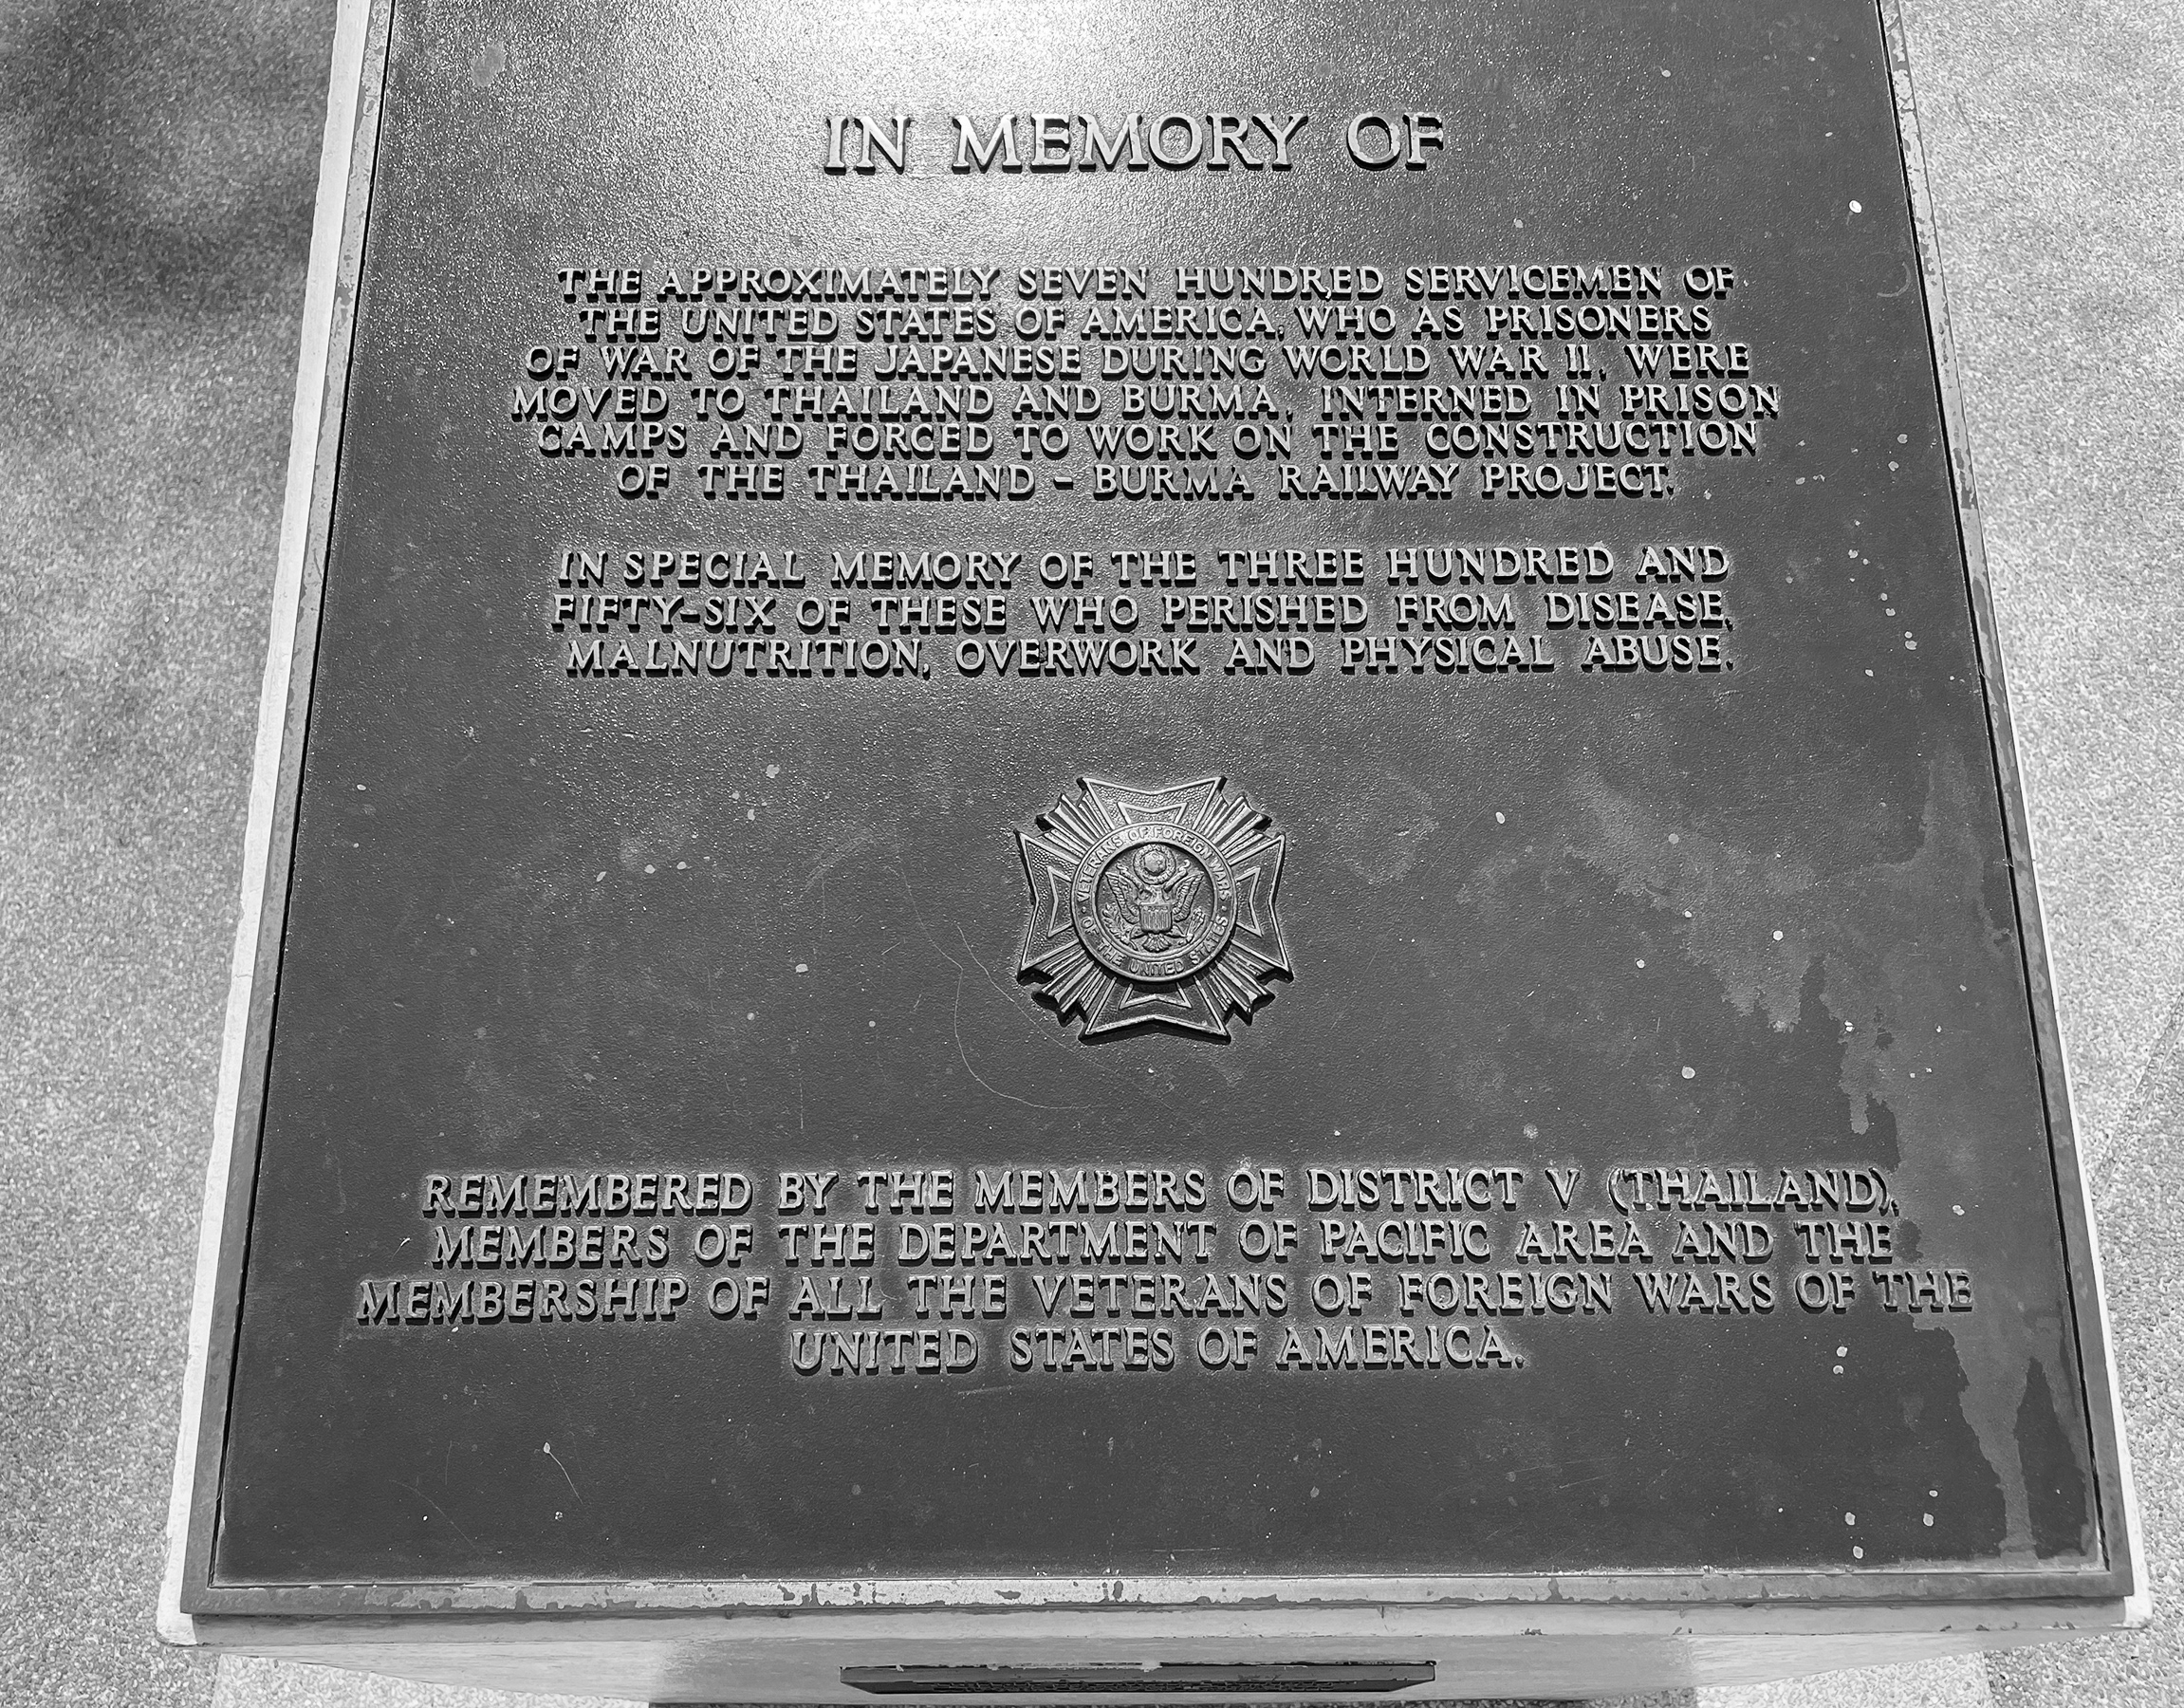 IN MEMORY OF
THE APPROXIMATELY SEVEN HUNDRED SERVICEMEN OF
THE UNITED STATES OF AMERICA, WHO AS PRISONERS
OF WAR OF THE JAPANESE DURING WORLD WAR II, WERE
MOVED TO THAILAND AND BURMA, INTERNED IN PRISON
CAMPS AND FORCED TO WORK ON THE CONSTRUCTION
OF THE THAILAND - BURMA RAILWAY PROJECT.
IN SPECIAL MEMORY OF THE THREE HUNDRED AND
FIFTY-SIX OF THESE WHO PERISHED FROM DISEASE,
MALNUTRITION, OVERWORK AND PHYSICAL ABUSE.
VETERANS OF FOREIGN WARS
OF THE UNITED STATES
REMEMBERED BY THE MEMBERS OF DISTRICT V (THAILAND),
MEMBERS OF THE DEPARTMENT OF PACIFIC AREA AND THE
MEMBERSHIP OF ALL THE VETERANS OF FOREIGN WARS OF THE
UNITED STATES OF AMERICA.